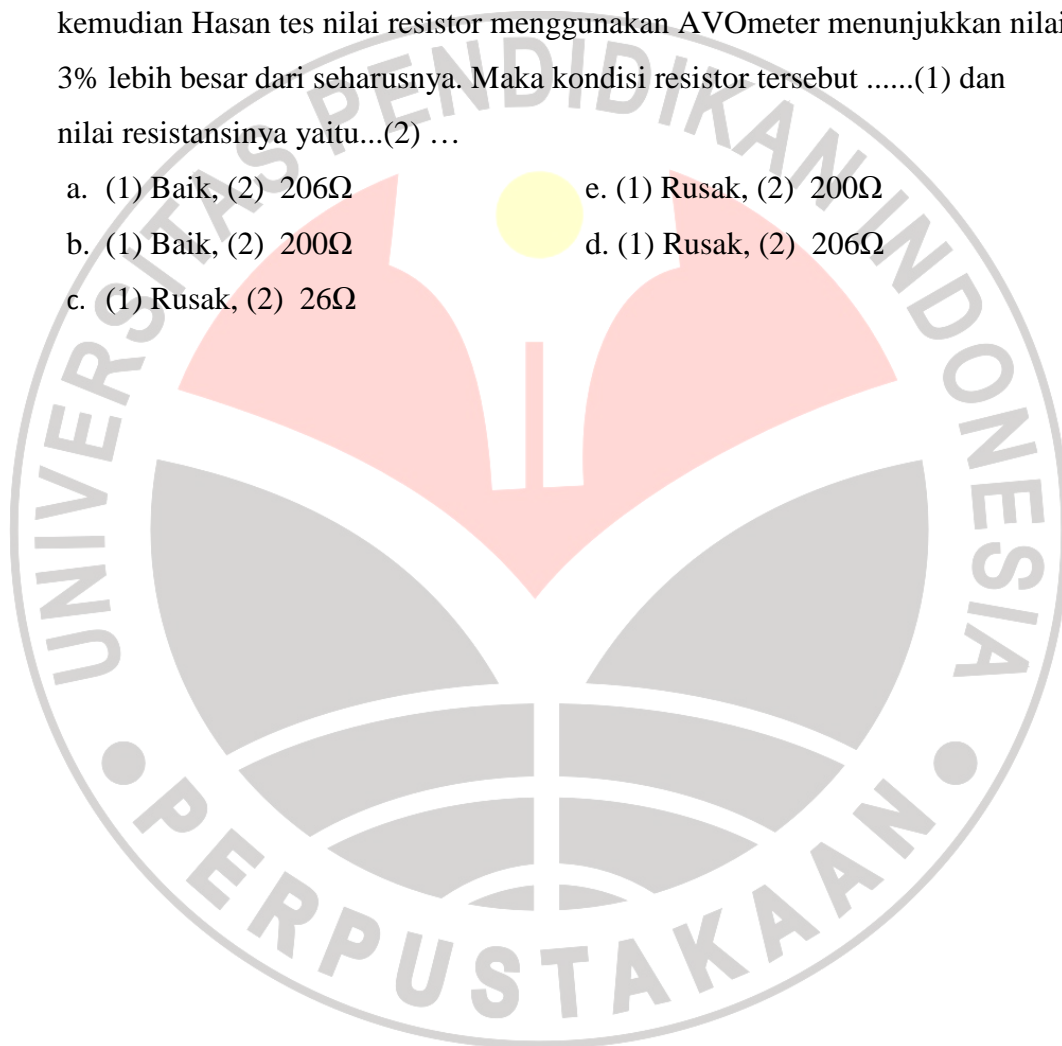 kemudian Hasan tes nilai resistor menggunakan AVOmeter menunjukkan nilai
3% lebih besar dari seharusnya. Maka kondisi resistor tersebut ......(1) dan
nilai resistansinya yaitu...(2) …
a. (1) Baik, (2) 206Ω
e. (1) Rusak, (2) 200Ω
b. (1) Baik, (2) 200Ω
d. (1) Rusak, (2) 206Ω
c. (1) Rusak, (2) 26Ω
UNIVERSITAS PENDIDIKAN INDONESIA
PERPUSTAKAAN